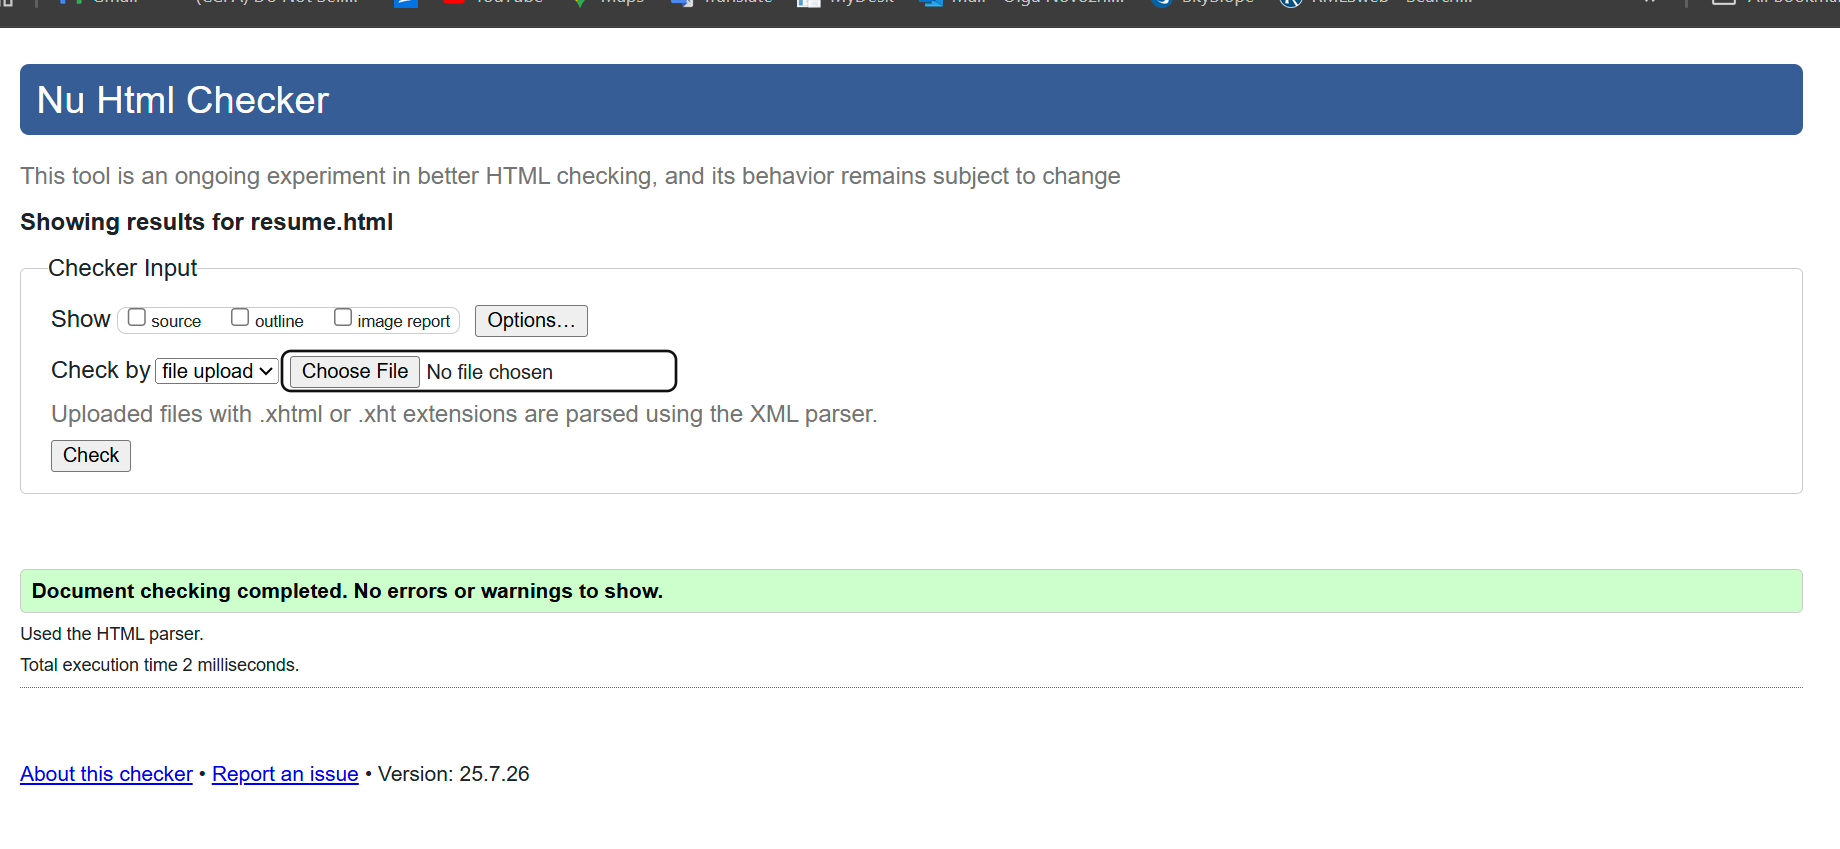 Nu Html Checker
This tool is an ongoing experiment in better HTML checking, and its behavior remains subject to change
Showing results for resume.html
Checker Input
Show source outline image report Options…
Check by file upload Choose File No file chosen
Uploaded files with .xhtml or .xht extensions are parsed using the XML parser.
Check
Document checking completed. No errors or warnings to show.
Used the HTML parser.
Total execution time 2 milliseconds.
About this checker • Report an issue • Version: 25.7.26